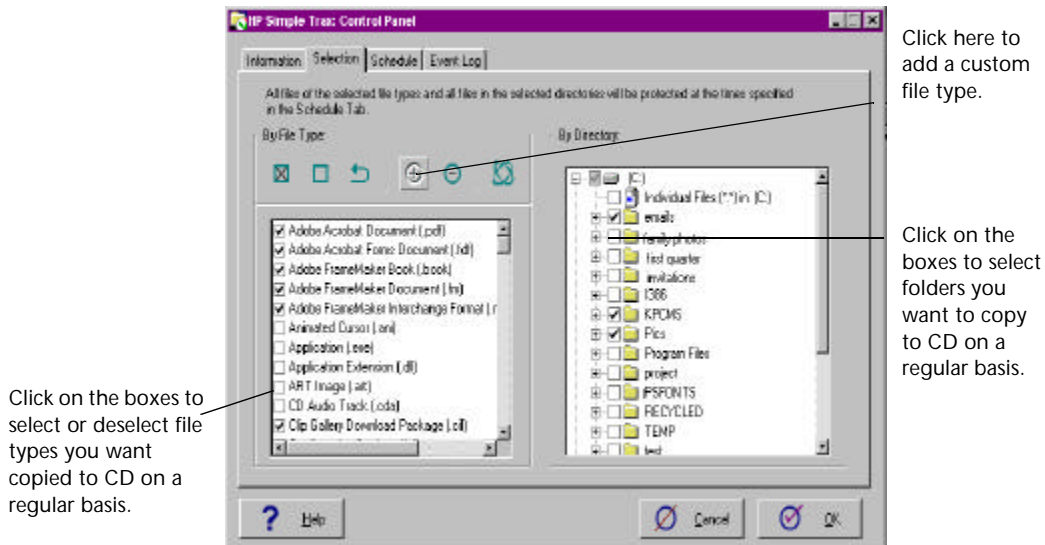 HP Simple Trax: Control Panel
Information Selection Schedule Event Log
All files of the selected file types and all files in the selected directories will be protected at the times specified
in the Schedule Tab.
By File Type:
Adobe Acrobat Document (.pdf)
Adobe Acrobat Forms Document (.fdf)
Adobe FrameMaker Book (.book)
Adobe FrameMaker Document (.fm)
Adobe FrameMaker Interchange Format (.m
Animated Cursor (.ani)
Application (.exe)
Application Extension (.dll)
ART Image (.art)
CD Audio Track (.cda)
Clip Gallery Download Package (.cil)
By Directory:
(C:)
Individual Files (*.*) in (C:)
emails
family photos
first quarter
invitations
I386
KPCMS
Pics
Program Files
project
PSFONTS
RECYCLED
TEMP
test
Help
Cancel
OK
Click here to
add a custom
file type.
Click on the
boxes to select
folders you
want to copy
to CD on a
regular basis.
Click on the boxes to
select or deselect file
types you want
copied to CD on a
regular basis.